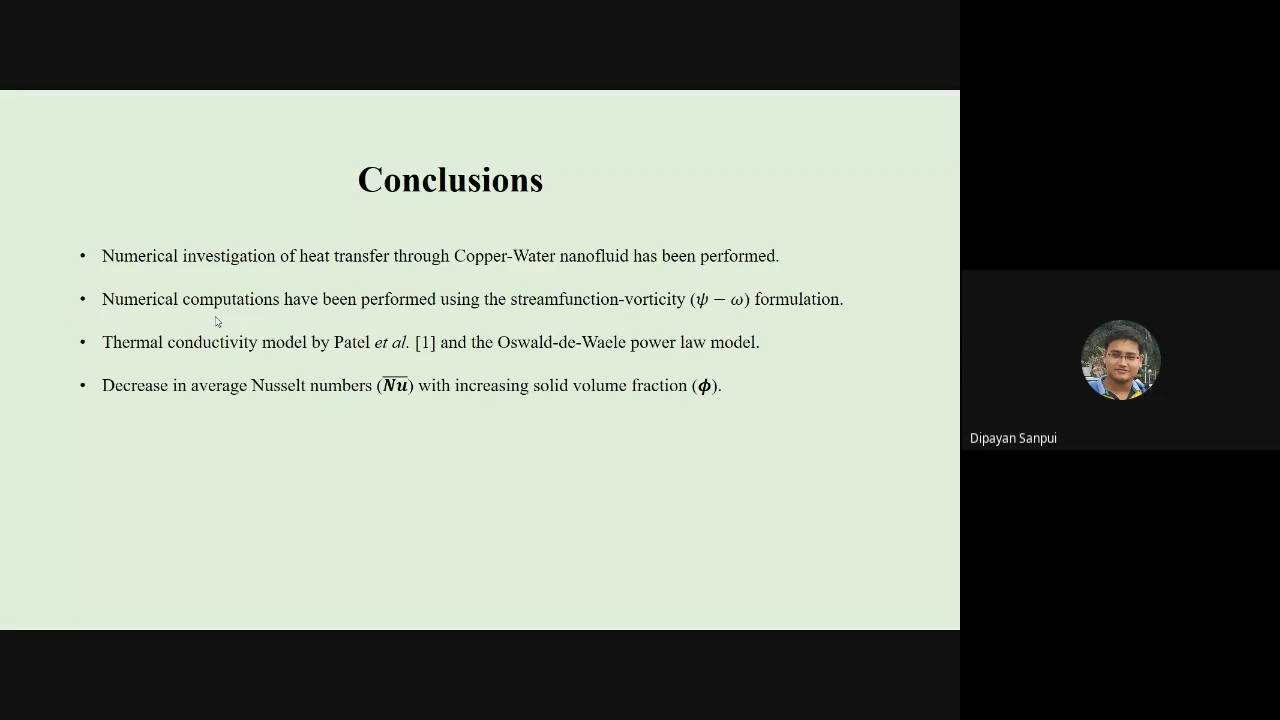 Conclusions
• Numerical investigation of heat transfer through Copper-Water nanofluid has been performed.
• Numerical computations have been performed using the streamfunction-vorticity (ψ − ω) formulation.
• Thermal conductivity model by Patel et al. [1] and the Oswald-de-Waele power law model.
• Decrease in average Nusselt numbers (N̅u̅) with increasing solid volume fraction (ϕ).
Dipayan Sanpui